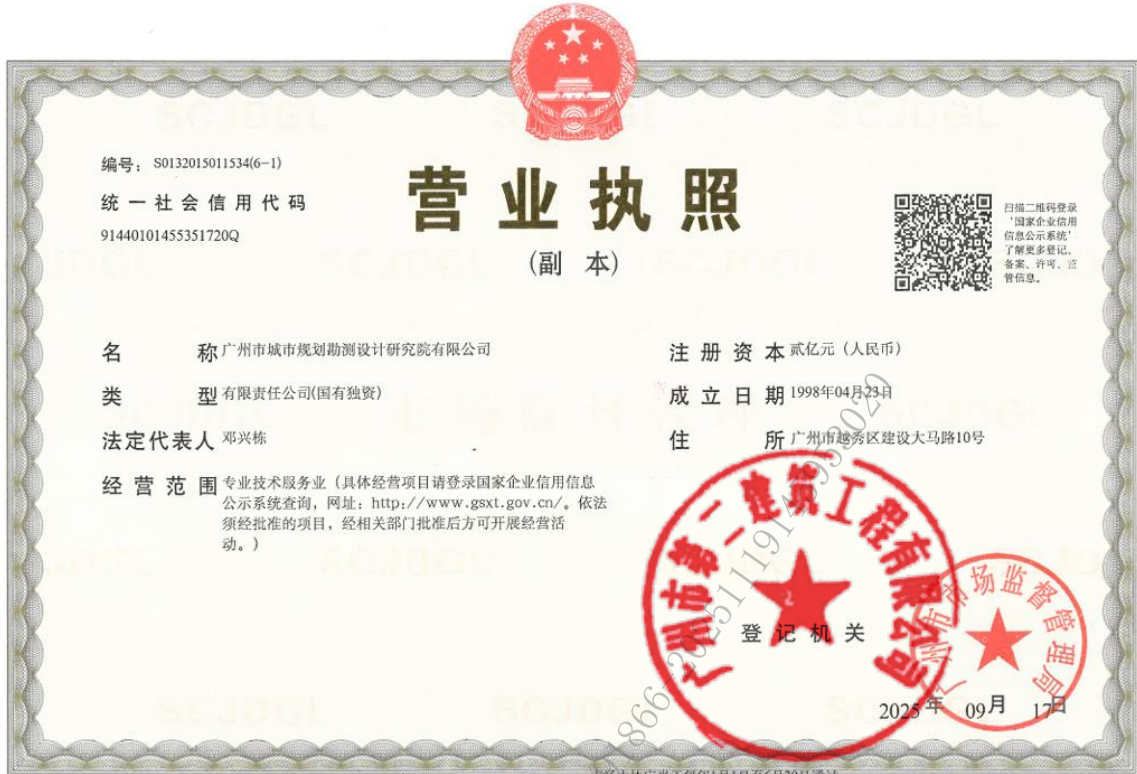 编号：S0132015011534(6-1)
统一社会信用代码
91440101455351720Q
营业执照
(副 本)
扫描二维码登录
'国家企业信用
信息公示系统'
了解更多登记、
备案、许可、监
管信息。
名 称 广州市城市规划勘测设计研究院有限公司
类 型 有限责任公司(国有独资)
法定代表人 邓兴栋
经营范围 专业技术服务业（具体经营项目请登录国家企业信用信息
公示系统查询，网址：http://www.gsxt.gov.cn/。依法
须经批准的项目，经相关部门批准后方可开展经营活
动。）
注册资本 贰亿元（人民币）
成立日期 1998年04月23日
住 所 广州市越秀区建设大马路10号
广州市第二建筑工程有限公司
登记机关
广州市市场监督管理局
2025年 09月 17日
SCJDGL